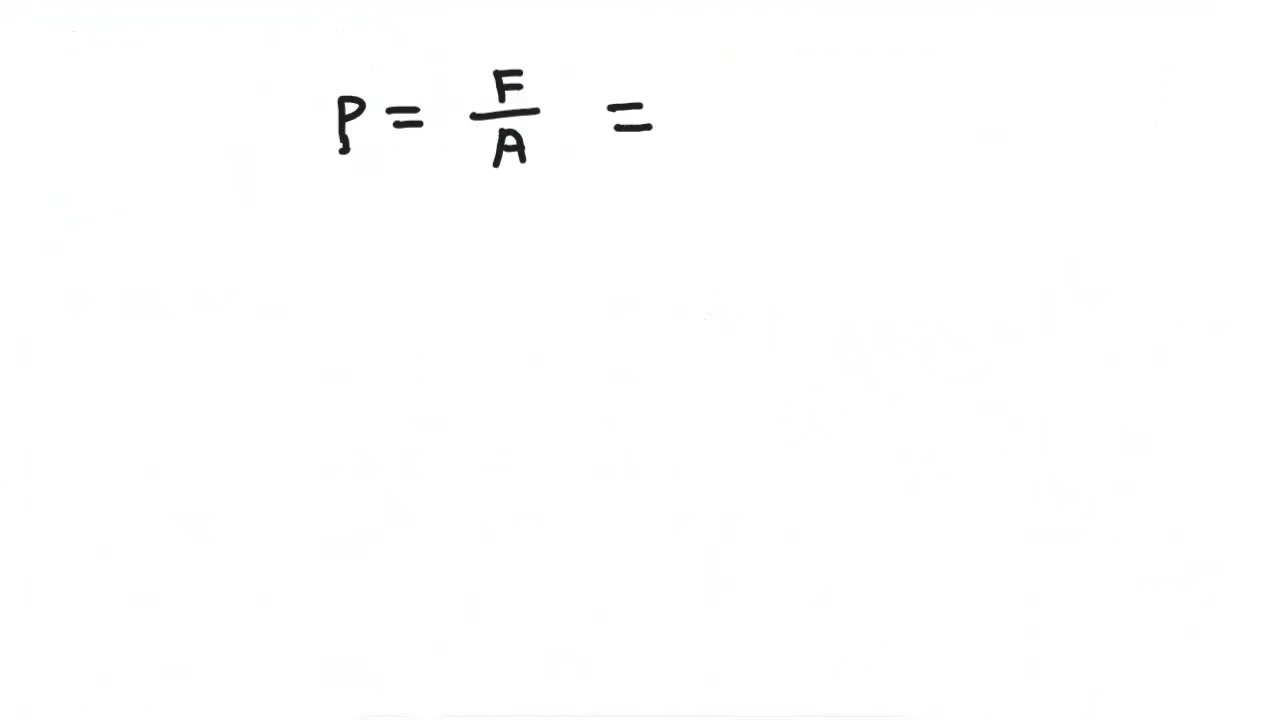 P = F/A =